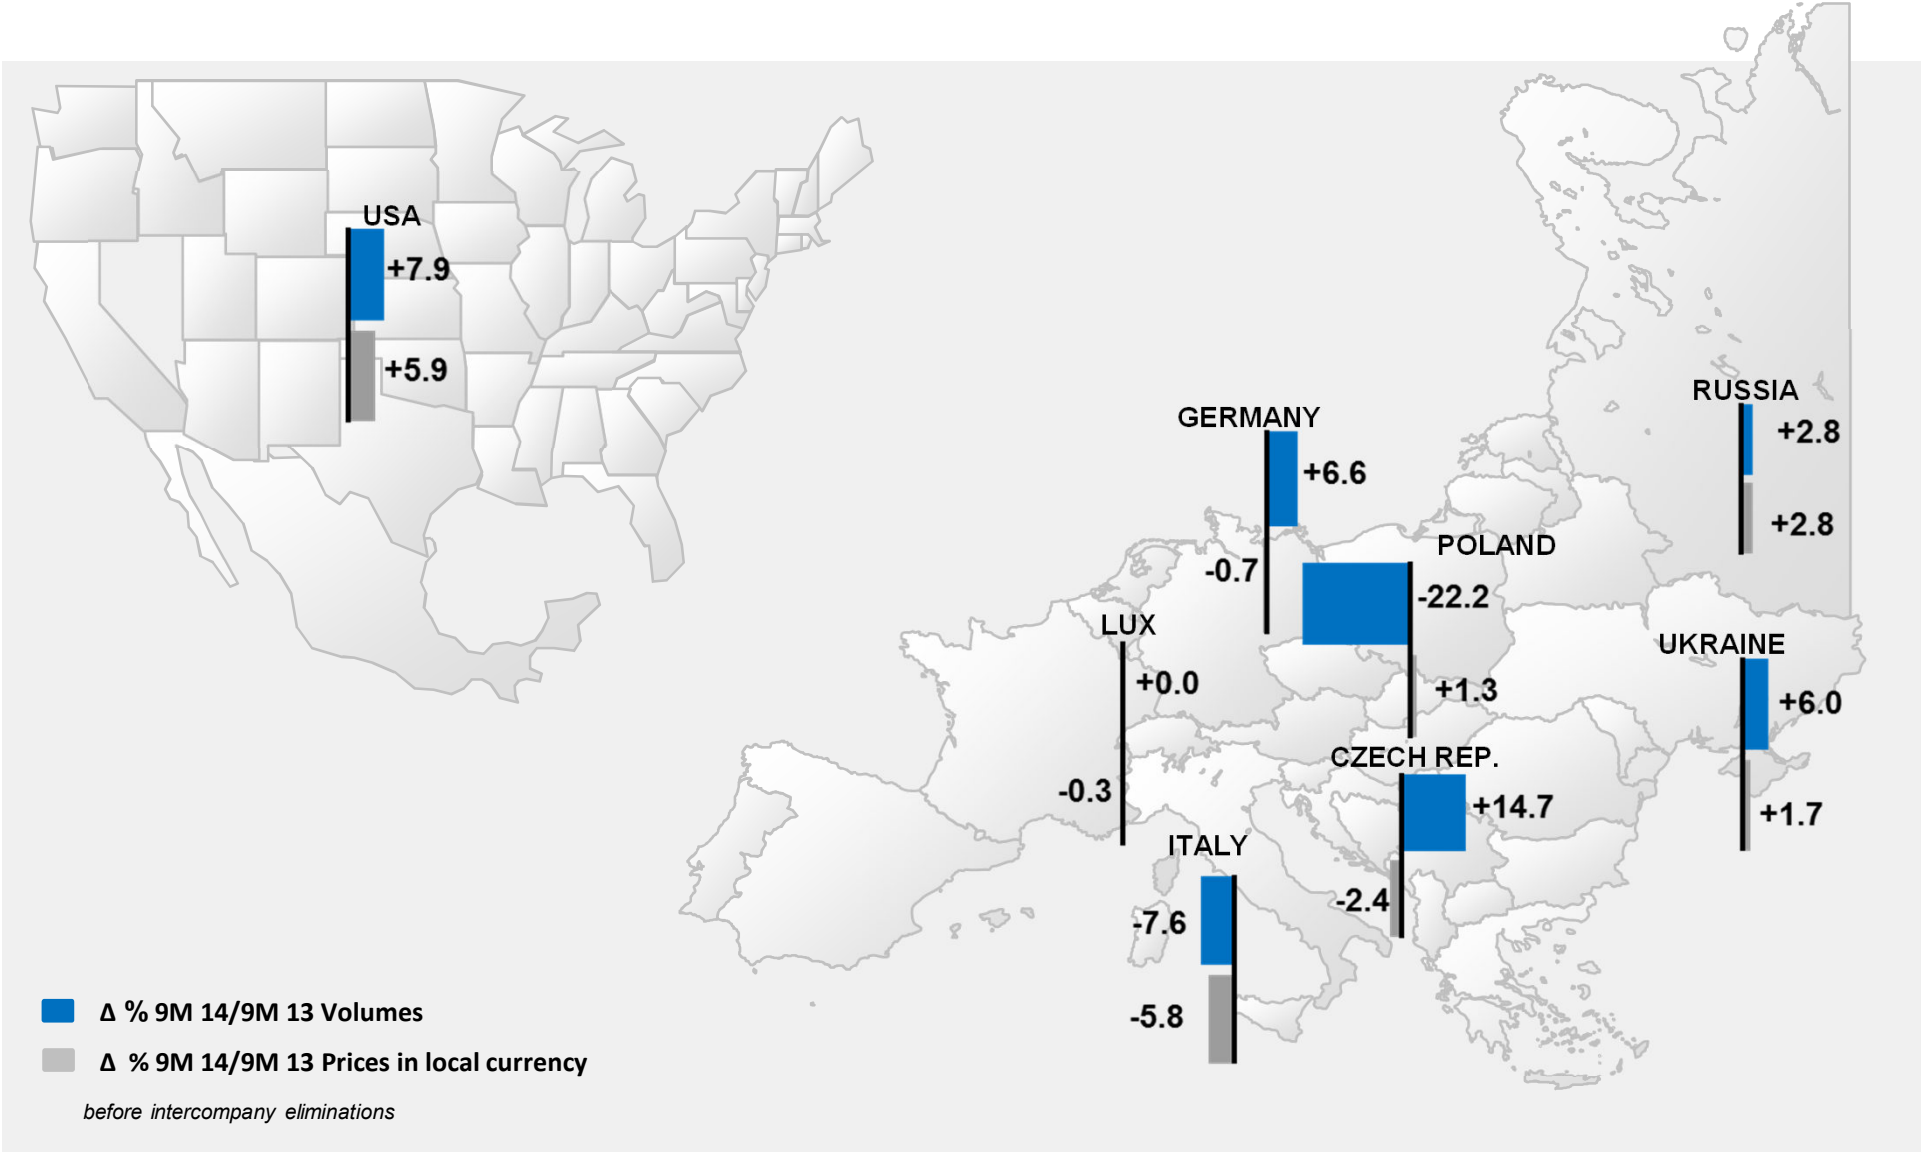 USA
+7.9
+5.9
RUSSIA
+2.8
+2.8
GERMANY
+6.6
-0.7
POLAND
-22.2
+1.3
LUX
+0.0
-0.3
UKRAINE
+6.0
+1.7
CZECH REP.
+14.7
-2.4
ITALY
-7.6
-5.8
Δ % 9M 14/9M 13 Volumes
Δ % 9M 14/9M 13 Prices in local currency
before intercompany eliminations